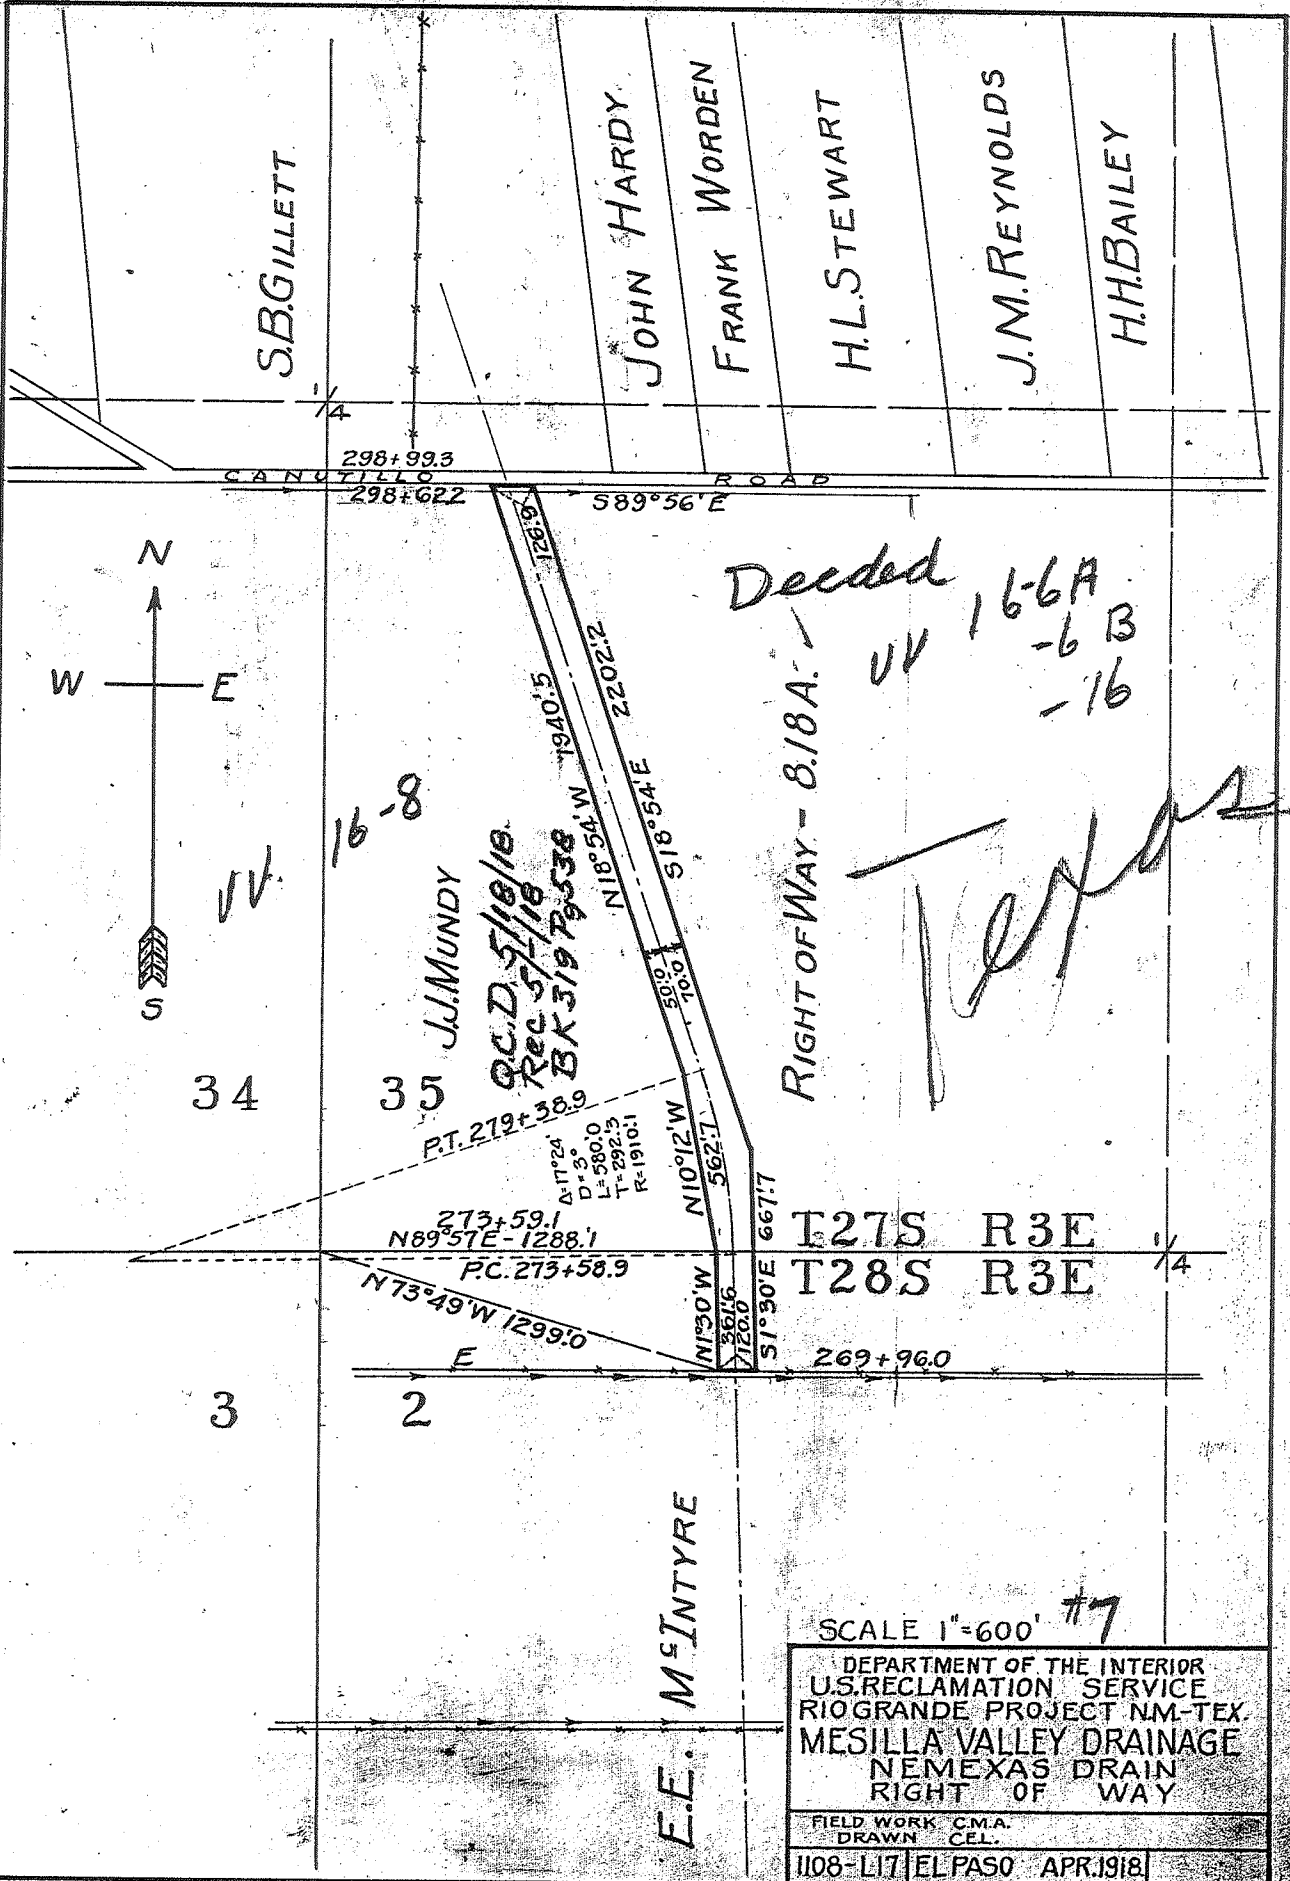 S.B.GILLETT
JOHN HARDY.
FRANK WORDEN
H.L.STEWART
J.M.REYNOLDS
H.H.BAILEY
1/4
298+99.3
CANUTILLO ROAD
298+62.2
S89°56'E
126.9
N
W E
S
Deeded
VV 16-6A
-6 B
-16
RIGHT OF WAY - 8.18A.
Texas
VV. 16-8
1940.'5
2202.'2
N18°54'W
S18°54'E
J.J.MUNDY
Q.C.D. 5/18/18.
Rec 5/-/18
BK 319 Pg 538
50.0
70.0
34 35
P.T. 279+38.9
Δ=17°24'
D=3°
L=580.'0
T=292.'3
R=1910.'1
N10°12'W
562.'7
273+59.1
N89°57'E-1288.'1
P.C. 273+58.9
N73°49'W 1299.'0
S1°30'E 667.'7
T27S R3E
T28S R3E
1/4
N1°30'W
361.'6
120.0
E
269+96.0
3 2
E.E. McINTYRE
SCALE 1"=600' #7
DEPARTMENT OF THE INTERIOR
U.S.RECLAMATION SERVICE
RIO GRANDE PROJECT N.M.-TEX.
MESILLA VALLEY DRAINAGE
NEMEXAS DRAIN
RIGHT OF WAY
FIELD WORK C.M.A.
DRAWN C.E.L.
1108-L17 EL PASO APR.1918